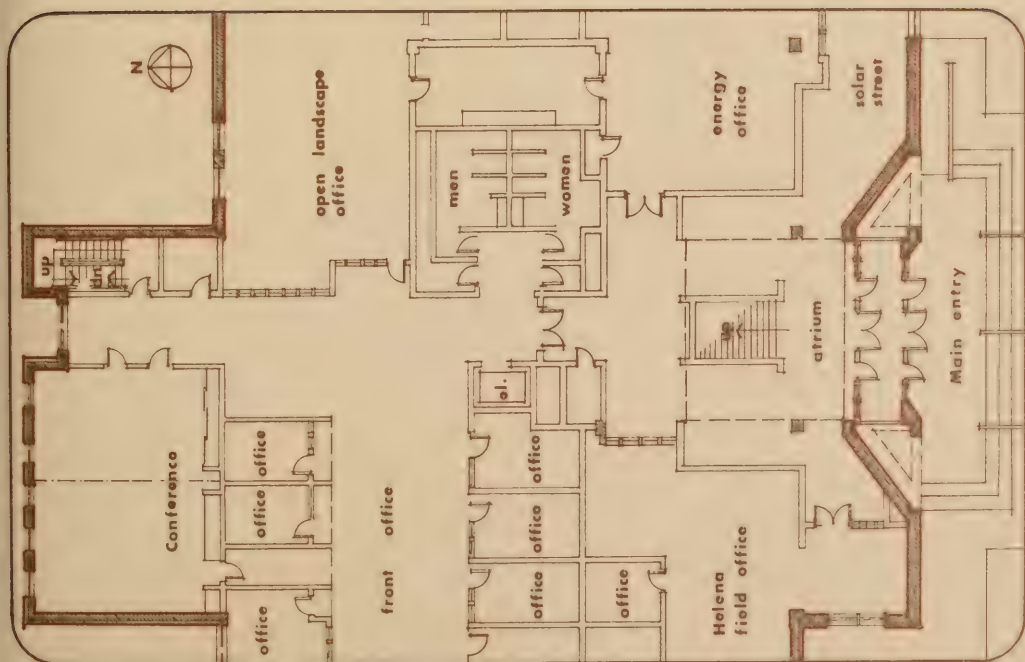 up
N
Conference
office
office
office
open landscape
office
front office
men
el.
women
office
office
office
office
energy
office
Helena
field office
up
atrium
solar
street
Main entry